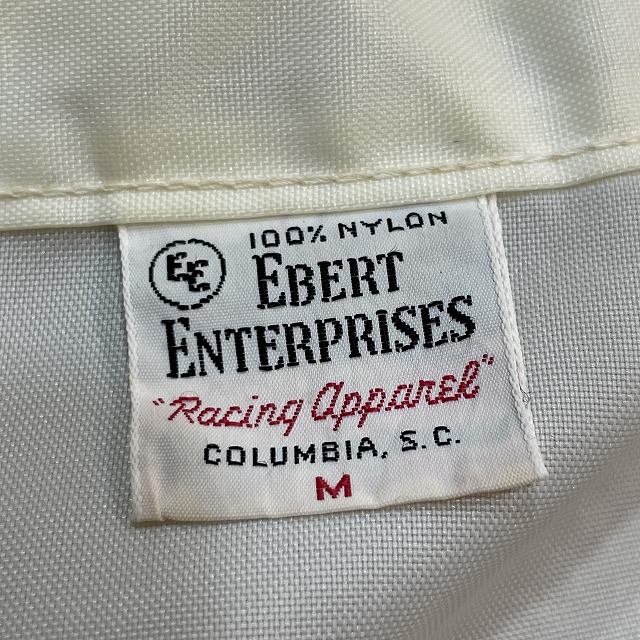 100% NYLON
EE
EBERT
ENTERPRISES
"Racing Apparel"
COLUMBIA, S.C.
M